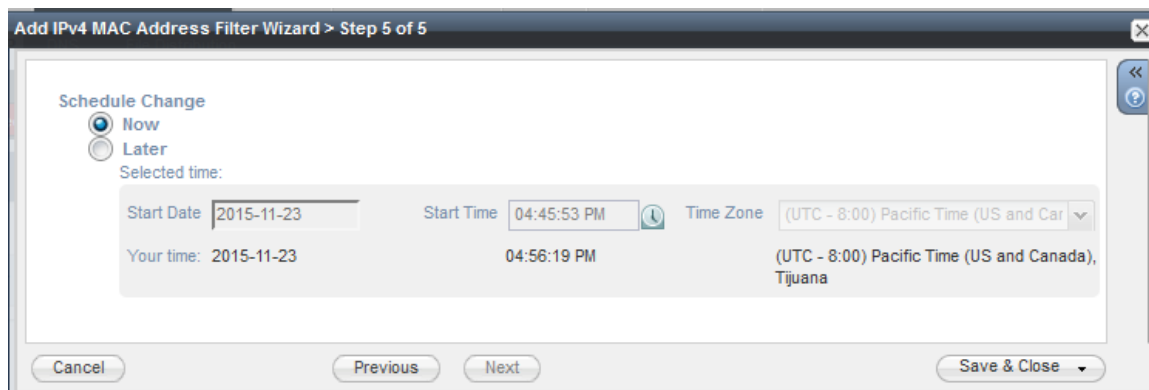 Add IPv4 MAC Address Filter Wizard > Step 5 of 5
Schedule Change
Now
Later
Selected time:
Start Date 2015-11-23 Start Time 04:45:53 PM Time Zone (UTC - 8:00) Pacific Time (US and Car
Your time: 2015-11-23 04:56:19 PM (UTC - 8:00) Pacific Time (US and Canada),
Tijuana
Cancel Previous Next Save & Close